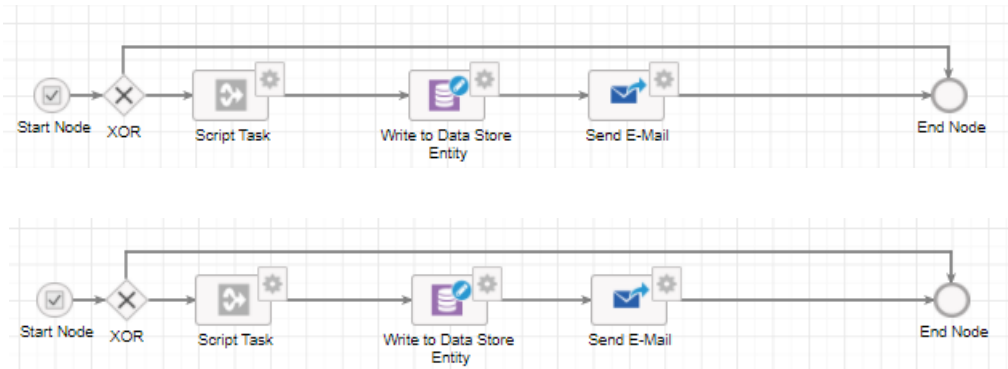 Start Node
XOR
Script Task
Write to Data Store
Entity
Send E-Mail
End Node
Start Node
XOR
Script Task
Write to Data Store
Entity
Send E-Mail
End Node